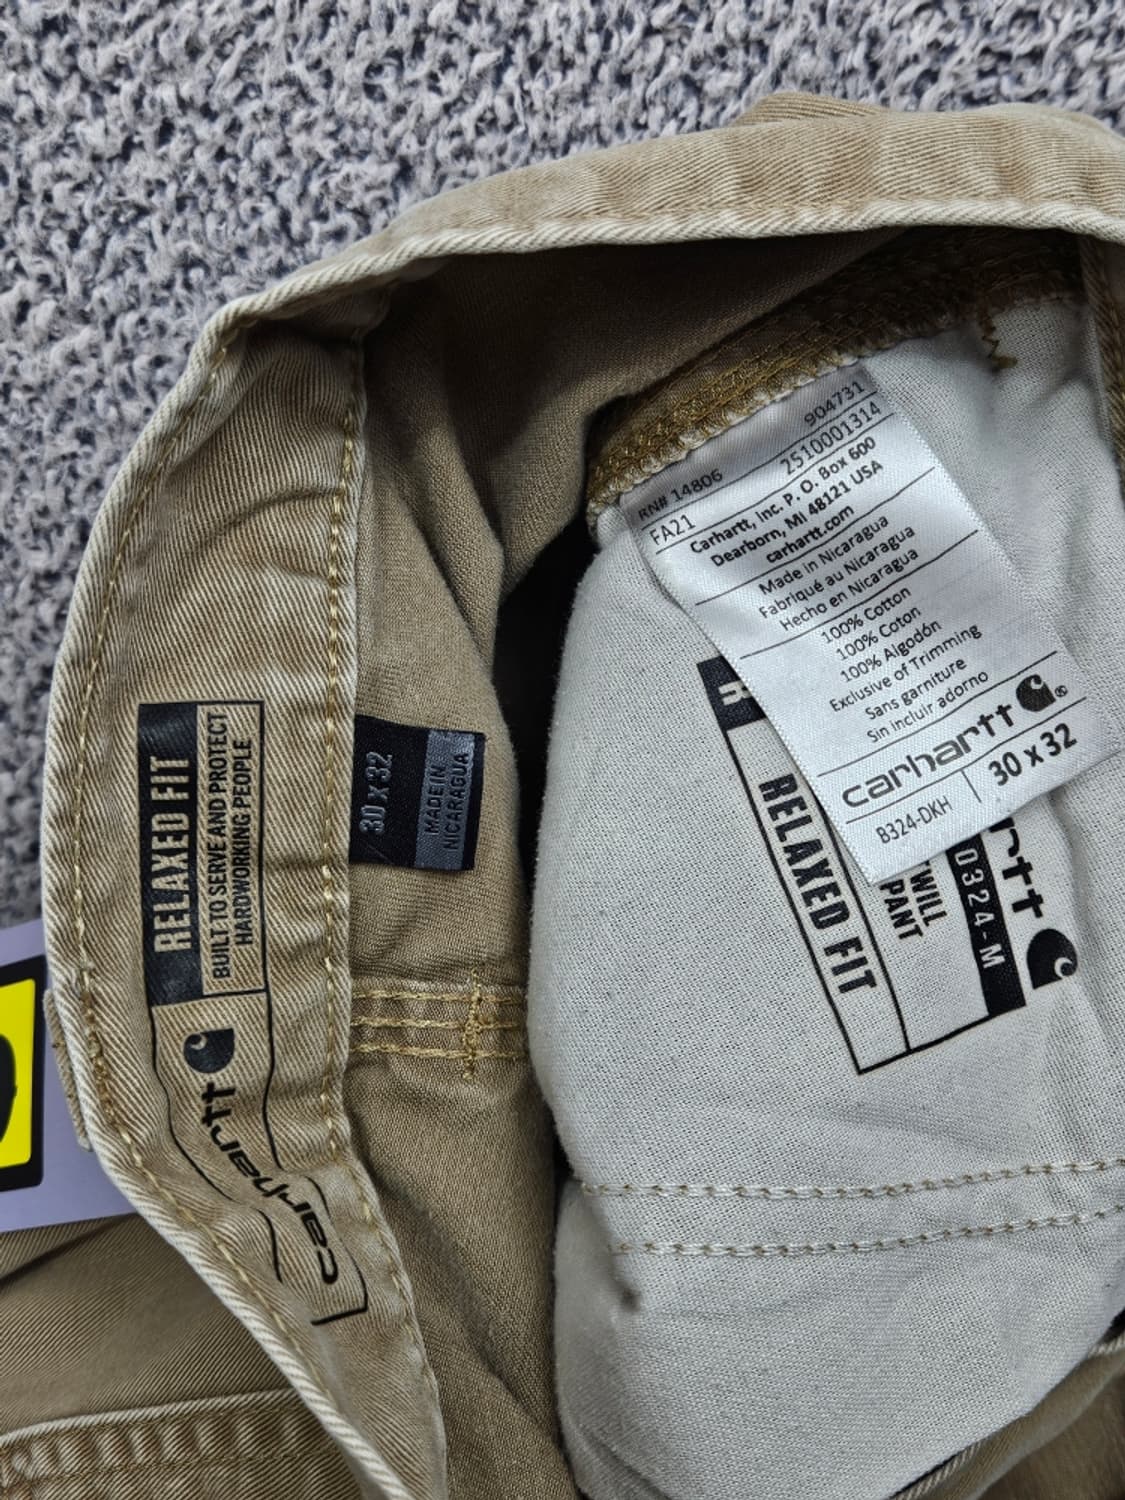 RELAXED FIT
BUILT TO SERVE AND PROTECT
HARDWORKING PEOPLE
carhartt
30 x 32
MADE IN
NICARAGUA
904731
RN# 14806
2510001314
FA21
Carhartt, Inc. P. O. Box 600
Dearborn, MI 48121 USA
carhartt.com
Made in Nicaragua
Fabriqué au Nicaragua
Hecho en Nicaragua
100% Cotton
100% Coton
100% Algodón
Exclusive of Trimming
Sans garniture
Sin incluir adorno
carhartt ®
B324-DKH
30 x 32
RELAXED FIT
TWILL
PANT
0324-M
rtt